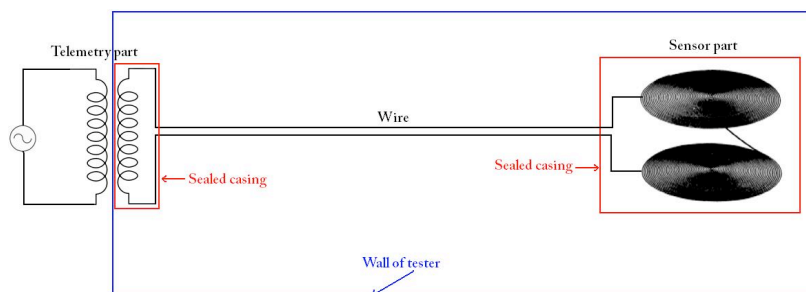 Telemetry part
Sensor part
Wire
Sealed casing
Sealed casing
Wall of tester